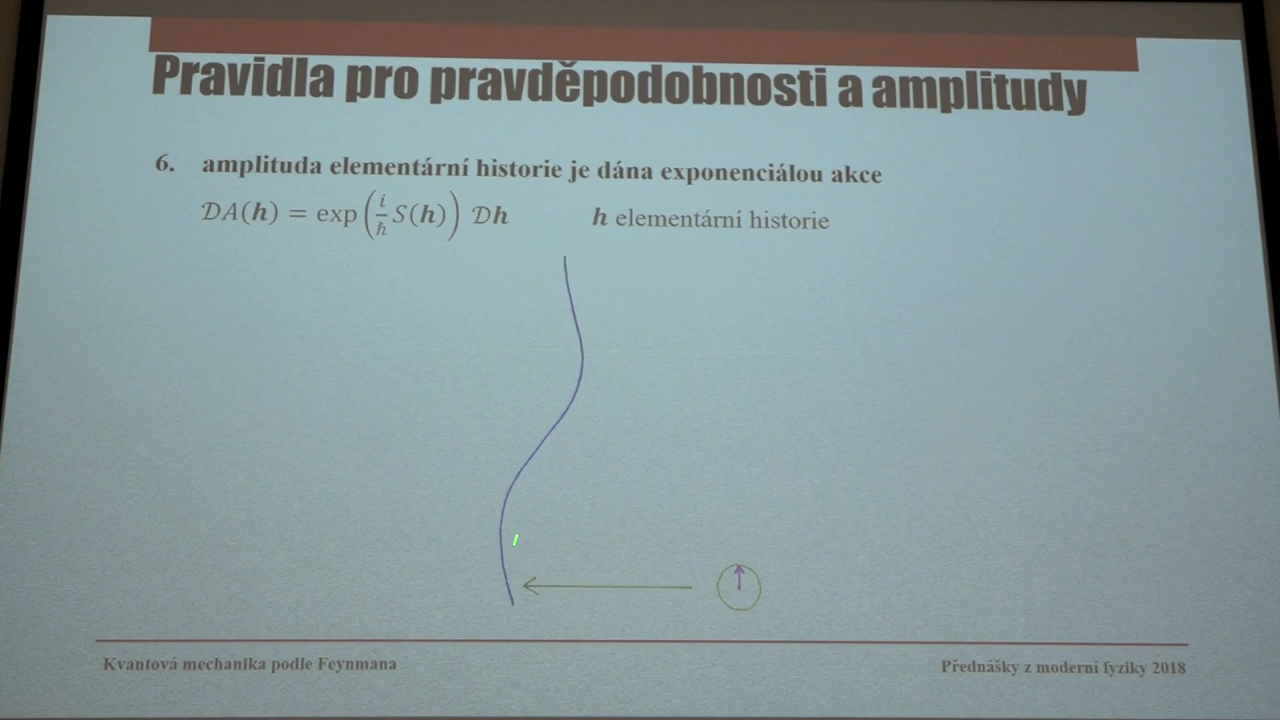 Pravidla pro pravděpodobnosti a amplitudy
6. amplituda elementární historie je dána exponenciálou akce
𝒟A(h) = exp(i/ħ S(h)) 𝒟h h elementární historie
Kvantová mechanika podle Feynmana Přednášky z moderní fyziky 2018